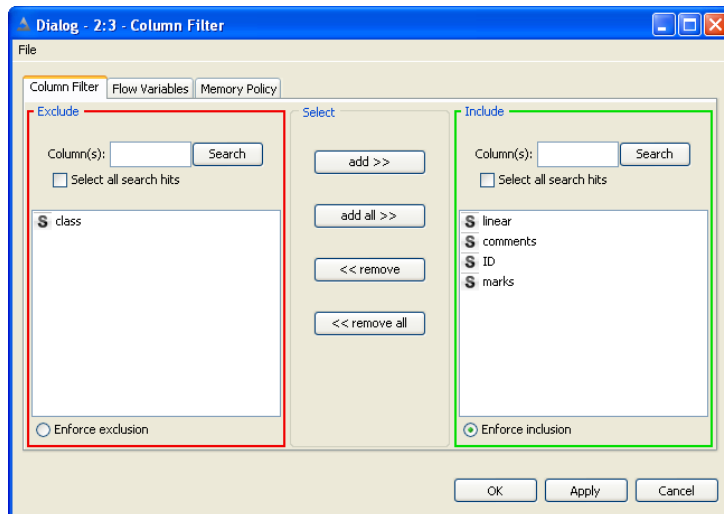 Dialog - 2:3 - Column Filter
File
Column Filter
Flow Variables
Memory Policy
Exclude
Column(s):
Search
Select all search hits
S class
Enforce exclusion
Select
add >>
add all >>
<< remove
<< remove all
Include
Column(s):
Search
Select all search hits
S linear
S comments
S ID
S marks
Enforce inclusion
OK
Apply
Cancel